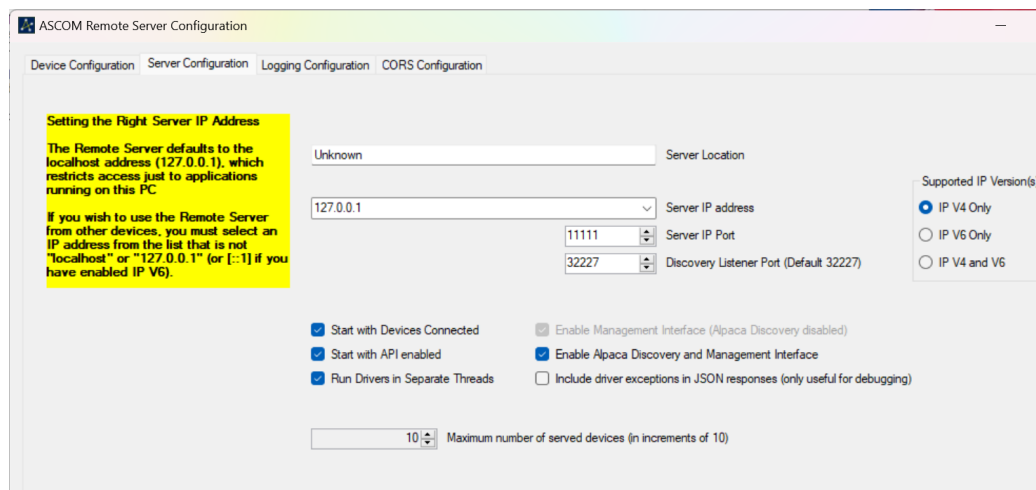 ASCOM Remote Server Configuration
Device Configuration Server Configuration Logging Configuration CORS Configuration
Setting the Right Server IP Address
The Remote Server defaults to the
localhost address (127.0.0.1), which
restricts access just to applications
running on this PC
If you wish to use the Remote Server
from other devices, you must select an
IP address from the list that is not
"localhost" or "127.0.0.1" (or [::1] if you
have enabled IP V6).
Unknown Server Location
127.0.0.1 Server IP address
11111 Server IP Port
32227 Discovery Listener Port (Default 32227)
Supported IP Version(s
IP V4 Only
IP V6 Only
IP V4 and V6
Start with Devices Connected Enable Management Interface (Alpaca Discovery disabled)
Start with API enabled Enable Alpaca Discovery and Management Interface
Run Drivers in Separate Threads Include driver exceptions in JSON responses (only useful for debugging)
10 Maximum number of served devices (in increments of 10)